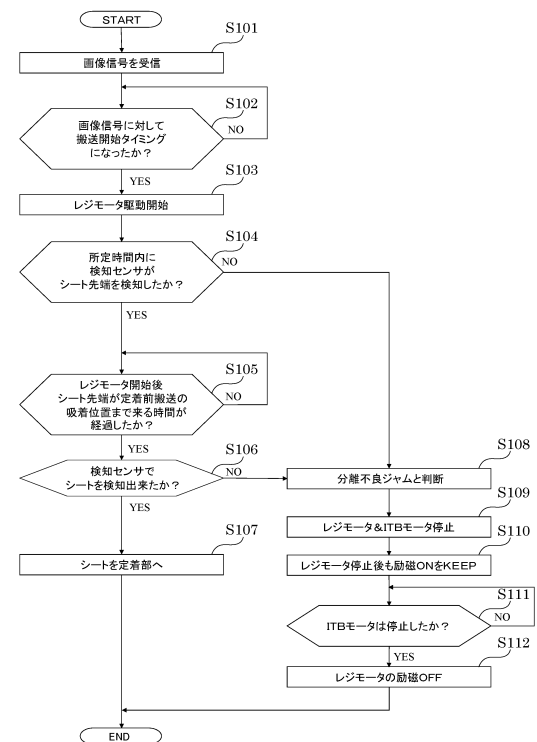 START
S101
画像信号を受信
S102
画像信号に対して
搬送開始タイミング
になったか？
NO
YES
S103
レジモータ駆動開始
S104
所定時間内に
検知センサが
シート先端を検知したか？
NO
YES
S105
レジモータ開始後
シート先端が定着前搬送の
吸着位置まで来る時間が
経過したか？
NO
YES
S106
検知センサで
シートを検知出来たか？
NO
YES
S107
シートを定着部へ
S108
分離不良ジャムと判断
S109
レジモータ&ITBモータ停止
S110
レジモータ停止後も励磁ONをKEEP
S111
ITBモータは停止したか？
NO
YES
S112
レジモータの励磁OFF
END